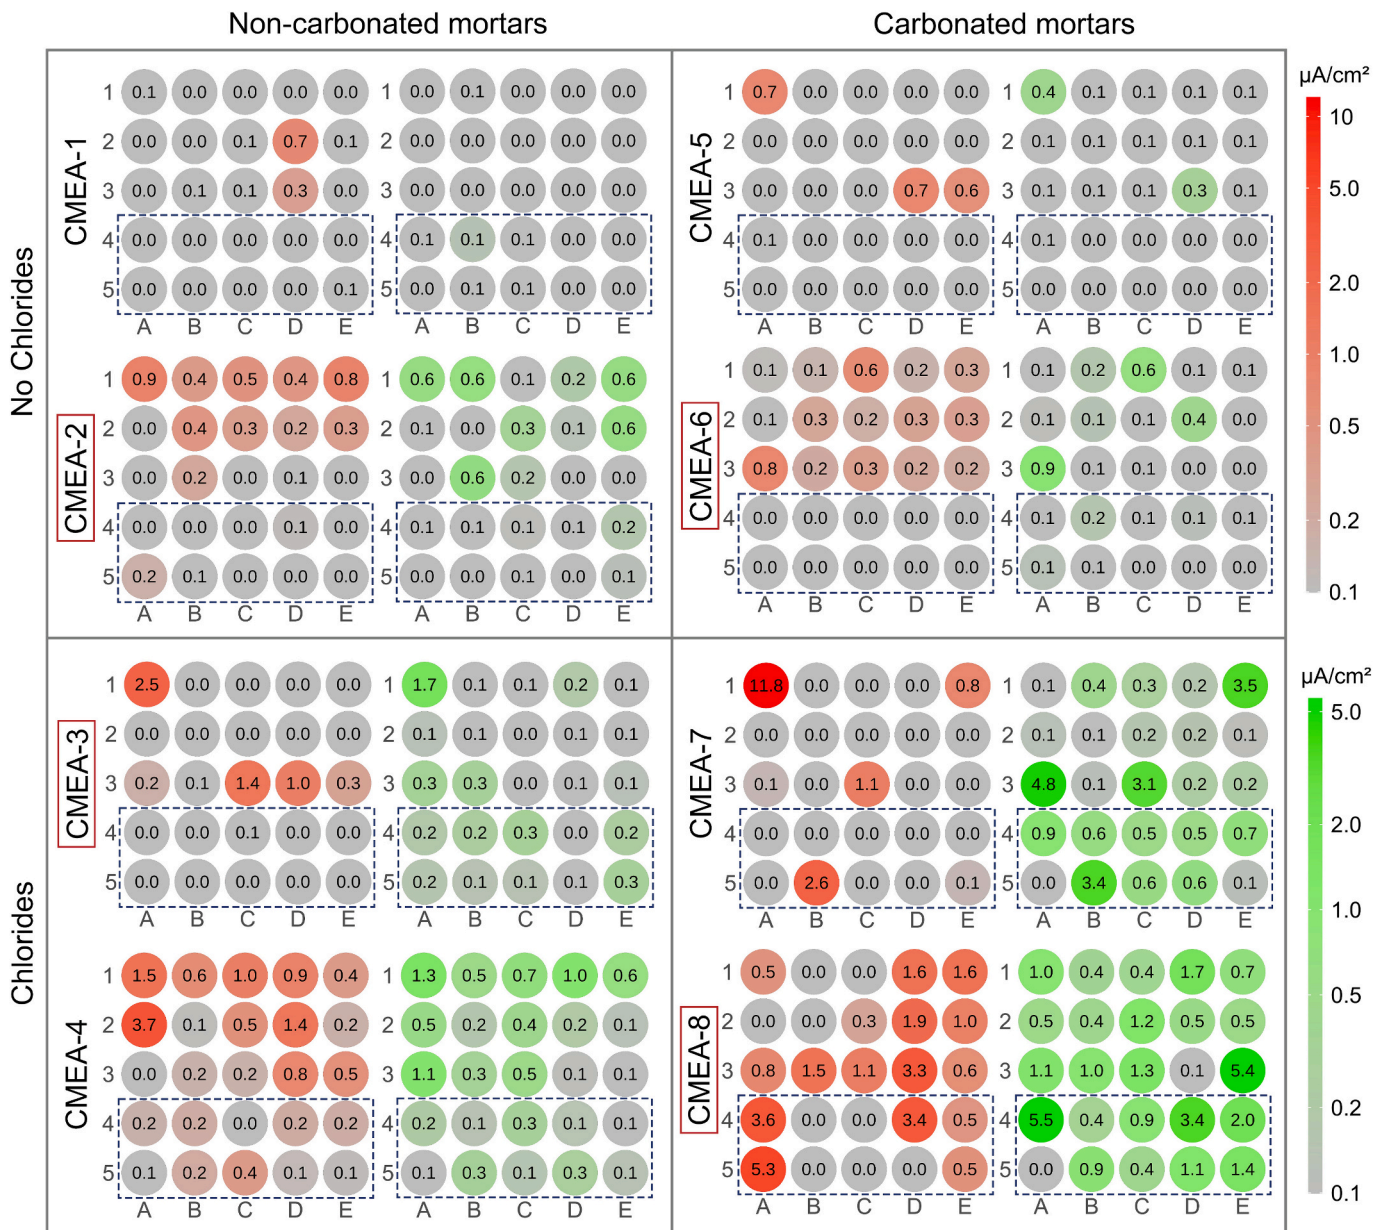 Non-carbonated mortars
Carbonated mortars
No Chlorides
CMEA-1
1 0.1 0.0 0.0 0.0 0.0
2 0.0 0.0 0.1 0.7 0.1
3 0.0 0.1 0.1 0.3 0.0
4 0.0 0.0 0.0 0.0 0.0
5 0.0 0.0 0.0 0.0 0.1
A B C D E
1 0.0 0.1 0.0 0.0 0.0
2 0.0 0.0 0.0 0.0 0.0
3 0.0 0.0 0.0 0.0 0.0
4 0.1 0.1 0.1 0.0 0.0
5 0.0 0.1 0.1 0.0 0.0
A B C D E
CMEA-5
1 0.7 0.0 0.0 0.0 0.0
2 0.0 0.0 0.0 0.0 0.0
3 0.0 0.0 0.0 0.7 0.6
4 0.1 0.0 0.0 0.0 0.0
5 0.0 0.0 0.0 0.0 0.0
A B C D E
1 0.4 0.1 0.1 0.1 0.1
2 0.1 0.1 0.1 0.1 0.1
3 0.1 0.1 0.1 0.3 0.1
4 0.1 0.0 0.0 0.0 0.0
5 0.0 0.0 0.0 0.0 0.0
A B C D E
CMEA-2
1 0.9 0.4 0.5 0.4 0.8
2 0.0 0.4 0.3 0.2 0.3
3 0.0 0.2 0.0 0.1 0.0
4 0.0 0.0 0.0 0.1 0.0
5 0.2 0.1 0.0 0.0 0.0
A B C D E
1 0.6 0.6 0.1 0.2 0.6
2 0.1 0.0 0.3 0.1 0.6
3 0.0 0.6 0.2 0.0 0.0
4 0.1 0.1 0.1 0.1 0.2
5 0.0 0.0 0.1 0.0 0.1
A B C D E
CMEA-6
1 0.1 0.1 0.6 0.2 0.3
2 0.1 0.3 0.2 0.3 0.3
3 0.8 0.2 0.3 0.2 0.2
4 0.0 0.0 0.0 0.0 0.0
5 0.0 0.0 0.0 0.0 0.0
A B C D E
1 0.1 0.2 0.6 0.1 0.1
2 0.1 0.1 0.0 0.4 0.0
3 0.9 0.1 0.1 0.0 0.0
4 0.1 0.2 0.1 0.1 0.1
5 0.1 0.1 0.0 0.0 0.0
A B C D E
µA/cm²
10
5.0
2.0
1.0
0.5
0.2
0.1
Chlorides
CMEA-3
1 2.5 0.0 0.0 0.0 0.0
2 0.0 0.0 0.0 0.0 0.0
3 0.2 0.1 1.4 1.0 0.3
4 0.0 0.0 0.1 0.0 0.0
5 0.0 0.0 0.0 0.0 0.0
A B C D E
1 1.7 0.1 0.1 0.2 0.1
2 0.1 0.1 0.0 0.1 0.1
3 0.3 0.3 0.0 0.1 0.1
4 0.2 0.2 0.3 0.0 0.2
5 0.2 0.1 0.1 0.1 0.3
A B C D E
CMEA-7
1 11.8 0.0 0.0 0.0 0.8
2 0.0 0.0 0.0 0.0 0.0
3 0.1 0.0 1.1 0.0 0.0
4 0.0 0.0 0.0 0.0 0.0
5 0.0 2.6 0.0 0.0 0.1
A B C D E
1 0.1 0.4 0.3 0.2 3.5
2 0.1 0.1 0.2 0.2 0.1
3 4.8 0.1 3.1 0.2 0.2
4 0.9 0.6 0.5 0.5 0.7
5 0.0 3.4 0.6 0.6 0.1
A B C D E
CMEA-4
1 1.5 0.6 1.0 0.9 0.4
2 3.7 0.1 0.5 1.4 0.2
3 0.0 0.2 0.2 0.8 0.5
4 0.2 0.2 0.0 0.2 0.2
5 0.1 0.2 0.4 0.1 0.1
A B C D E
1 1.3 0.5 0.7 1.0 0.6
2 0.5 0.2 0.4 0.2 0.1
3 1.1 0.3 0.5 0.1 0.1
4 0.2 0.1 0.3 0.1 0.1
5 0.1 0.3 0.1 0.3 0.1
A B C D E
CMEA-8
1 0.5 0.0 0.0 1.6 1.6
2 0.0 0.0 0.3 1.9 1.0
3 0.8 1.5 1.1 3.3 0.6
4 3.6 0.0 0.0 3.4 0.5
5 5.3 0.0 0.0 0.0 0.5
A B C D E
1 1.0 0.4 0.4 1.7 0.7
2 0.5 0.4 1.2 0.5 0.5
3 1.1 1.0 1.3 0.1 5.4
4 5.5 0.4 0.9 3.4 2.0
5 0.0 0.9 0.4 1.1 1.4
A B C D E
µA/cm²
5.0
2.0
1.0
0.5
0.2
0.1